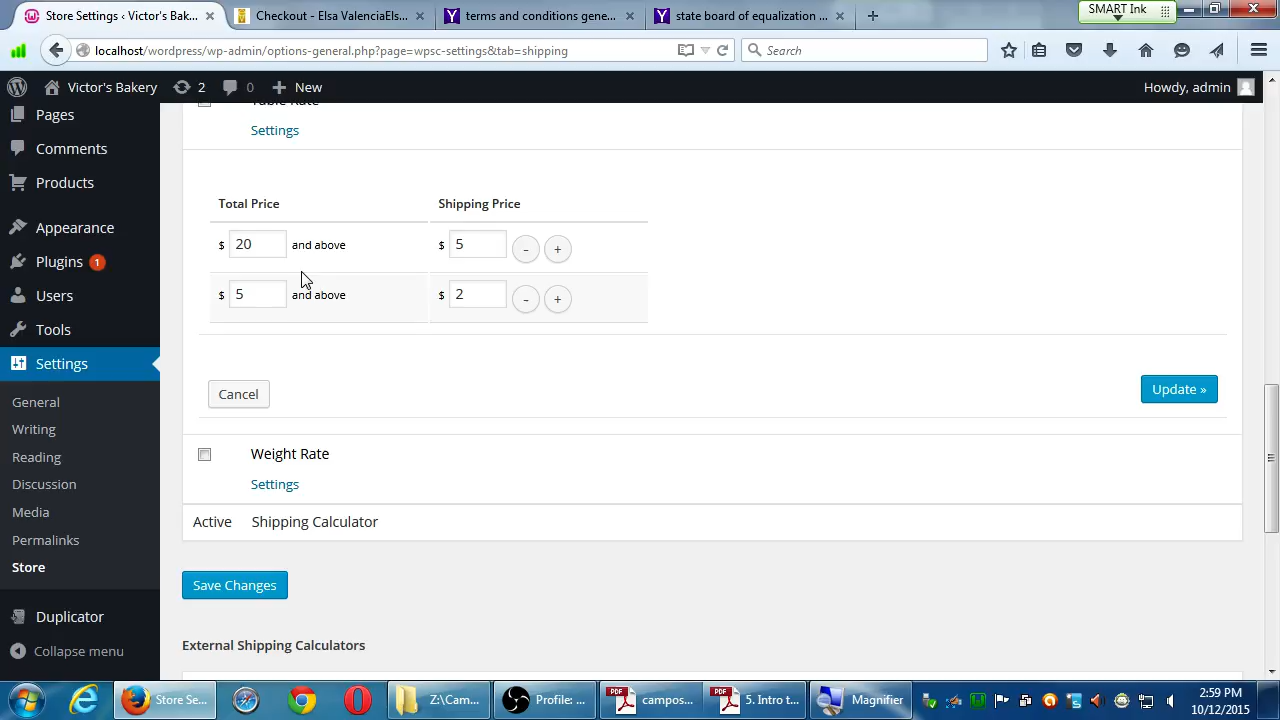 Store Settings ‹ Victor's Bak...
Checkout - Elsa ValenciaEls...
terms and conditions gene...
state board of equalization ...
SMART Ink
localhost/wordpress/wp-admin/options-general.php?page=wpsc-settings&tab=shipping
Search
Victor's Bakery
2
0
New
Howdy, admin
Pages
Comments
Products
Appearance
Plugins 1
Users
Tools
Settings
General
Writing
Reading
Discussion
Media
Permalinks
Store
Duplicator
Collapse menu
Table Rate
Settings
Total Price
Shipping Price
$ 20 and above
$ 5 - +
$ 5 and above
$ 2 - +
Cancel
Update »
Weight Rate
Settings
Active Shipping Calculator
Save Changes
External Shipping Calculators
Store Se...
Z:\Cam...
Profile: ...
PDF
campos...
PDF
5. Intro t...
Magnifier
2:59 PM
10/12/2015